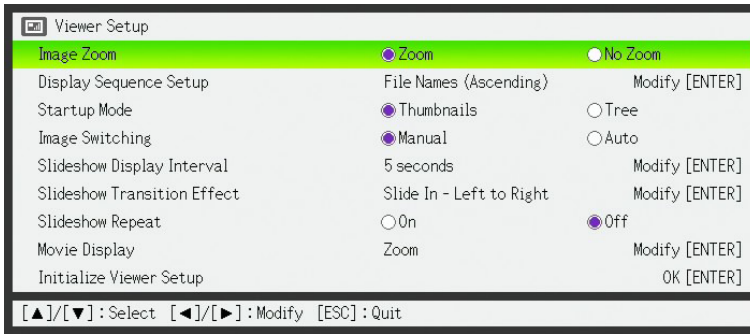 Viewer Setup
Image Zoom Zoom No Zoom
Display Sequence Setup File Names (Ascending) Modify [ENTER]
Startup Mode Thumbnails Tree
Image Switching Manual Auto
Slideshow Display Interval 5 seconds Modify [ENTER]
Slideshow Transition Effect Slide In - Left to Right Modify [ENTER]
Slideshow Repeat On Off
Movie Display Zoom Modify [ENTER]
Initialize Viewer Setup OK [ENTER]
[▲]/[▼]:Select [◀]/[▶]:Modify [ESC]:Quit